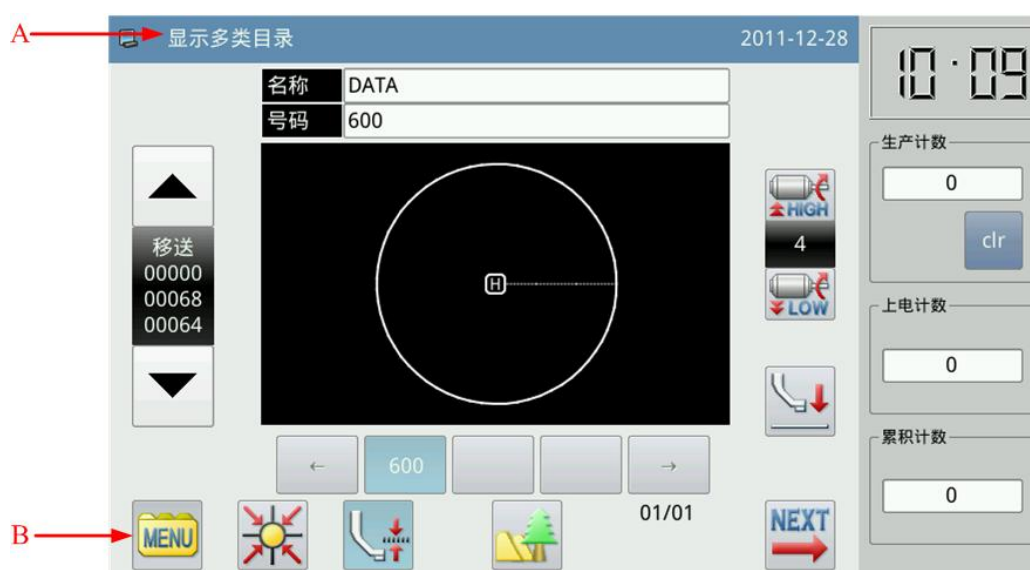 A
显示多类目录 2011-12-28
10:09
名称 DATA
号码 600
移送
00000
00068
00064
H
HIGH
4
LOW
生产计数
0
clr
上电计数
0
累积计数
0
← 600 →
01/01
B
MENU
NEXT